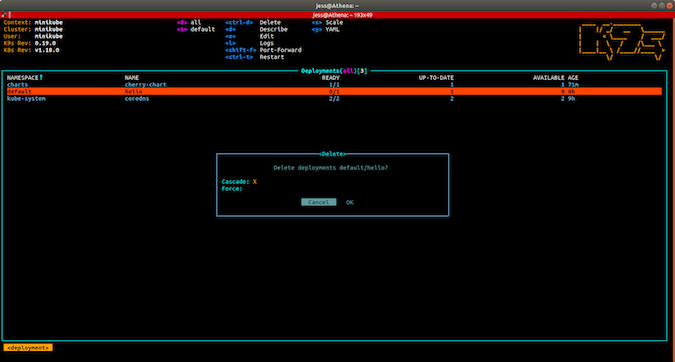 Jess@Athena: ~
Jess@Athena: ~ 193x49
Context: minikube <0> all <ctrl-d> Delete <s> Scale
Cluster: minikube <1> default <d> Describe <y> YAML
User: minikube <e> Edit
K9s Rev: 0.19.0 <l> Logs
K8s Rev: v1.18.0 <shift-f> Port-Forward
<ctrl-t> Restart
Deployments(all)[3]
NAMESPACE↑ NAME READY UP-TO-DATE AVAILABLE AGE
charts cherry-chart 1/1 1 1 71m
default hello 0/1 1 0
kube-system coredns 2/2 2 2 9h
<Delete>
Delete deployments default/hello?
Cascade: X
Force:
Cancel OK
<deployment>